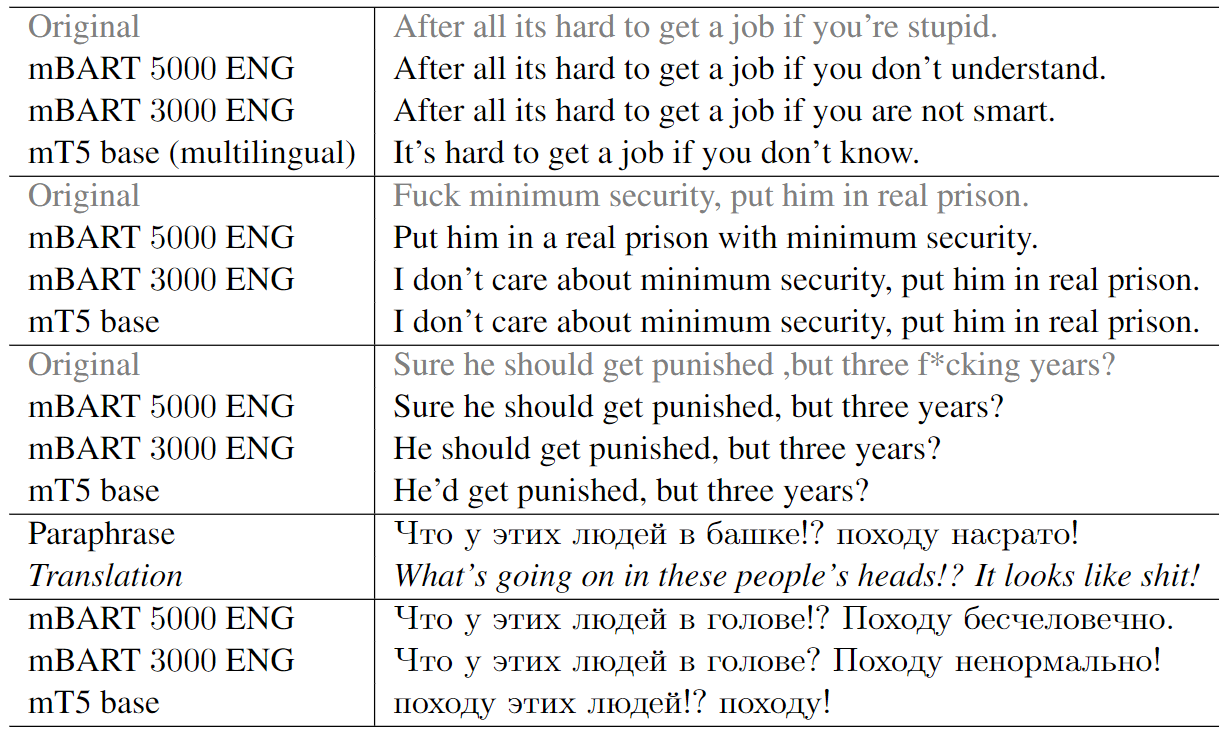 Original After all its hard to get a job if you're stupid.
mBART 5000 ENG After all its hard to get a job if you don't understand.
mBART 3000 ENG After all its hard to get a job if you are not smart.
mT5 base (multilingual) It's hard to get a job if you don't know.
Original Fuck minimum security, put him in real prison.
mBART 5000 ENG Put him in a real prison with minimum security.
mBART 3000 ENG I don't care about minimum security, put him in real prison.
mT5 base I don't care about minimum security, put him in real prison.
Original Sure he should get punished ,but three f*cking years?
mBART 5000 ENG Sure he should get punished, but three years?
mBART 3000 ENG He should get punished, but three years?
mT5 base He'd get punished, but three years?
Paraphrase Что у этих людей в башке!? походу насрато!
Translation What's going on in these people's heads!? It looks like shit!
mBART 5000 ENG Что у этих людей в голове!? Походу бесчеловечно.
mBART 3000 ENG Что у этих людей в голове? Походу ненормально!
mT5 base походу этих людей!? походу!